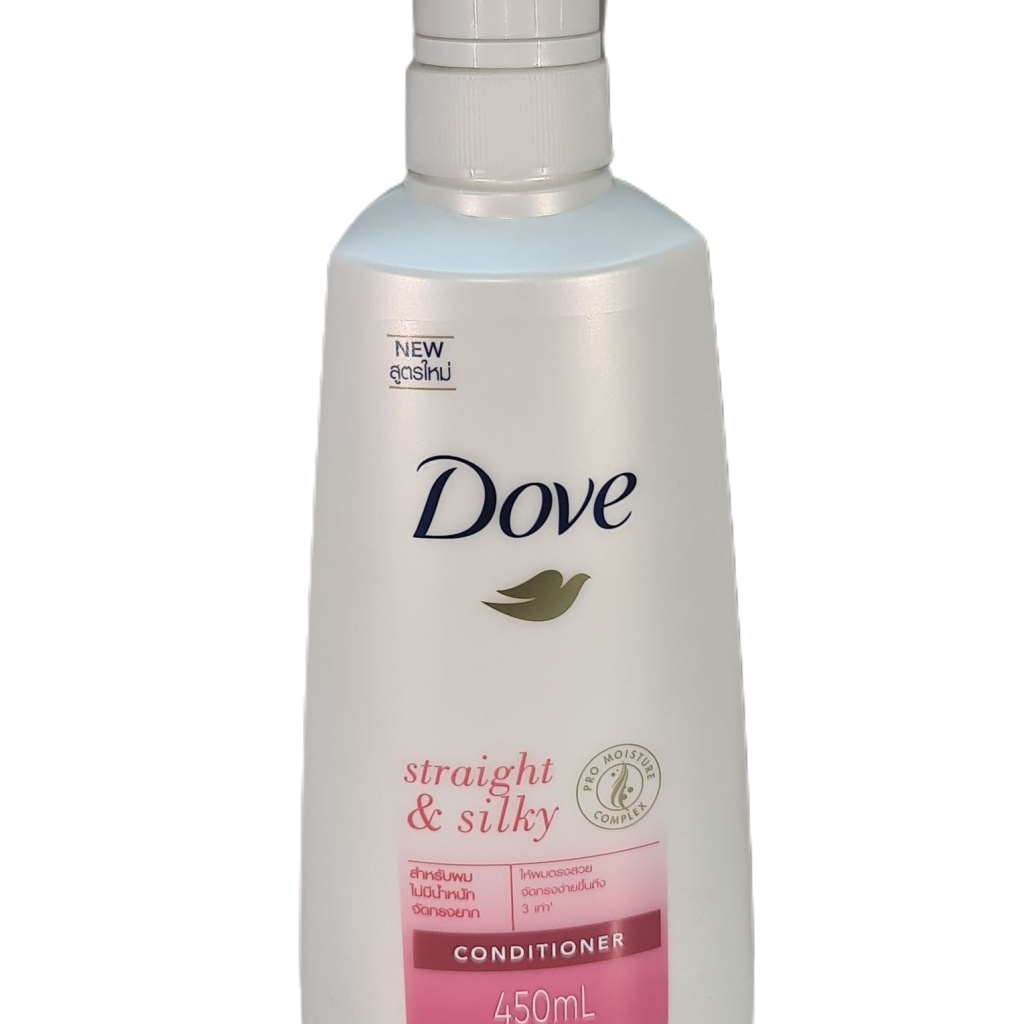 NEW
สูตรใหม่
Dove
straight
& silky
PRO MOISTURE
COMPLEX
สำหรับผม
ไม่มีน้ำหนัก
จัดทรงยาก
ให้ผมตรงสวย
จัดทรงง่ายขึ้นถึง
3 เท่า'
CONDITIONER
450mL